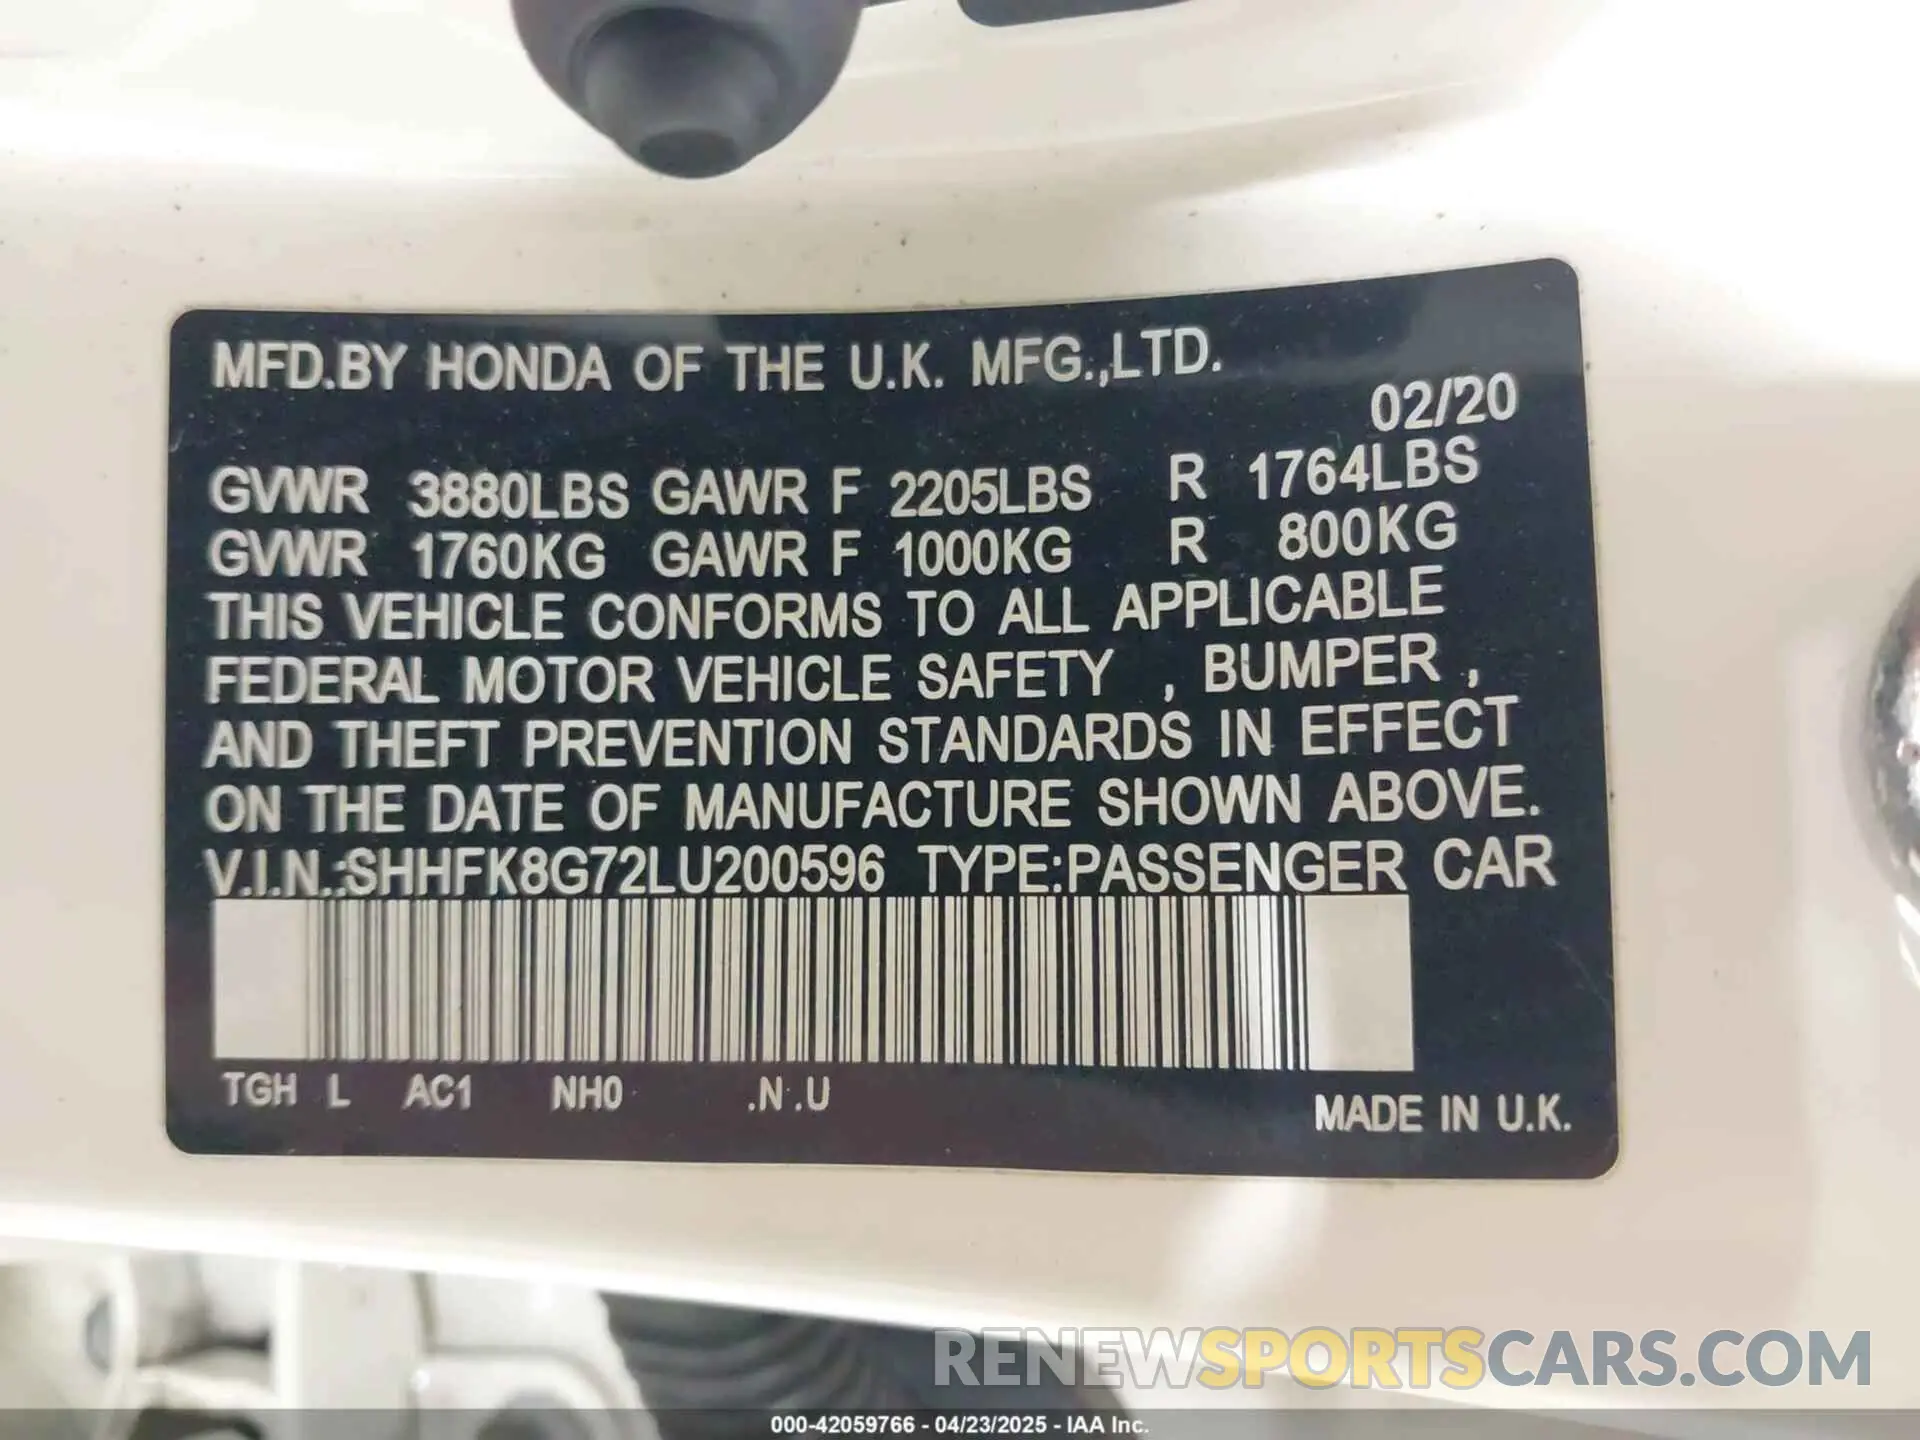 MFD.BY HONDA OF THE U.K. MFG.,LTD.
02/20
GVWR 3880LBS GAWR F 2205LBS R 1764LBS
GVWR 1760KG GAWR F 1000KG R 800KG
THIS VEHICLE CONFORMS TO ALL APPLICABLE
FEDERAL MOTOR VEHICLE SAFETY , BUMPER ,
AND THEFT PREVENTION STANDARDS IN EFFECT
ON THE DATE OF MANUFACTURE SHOWN ABOVE.
V.I.N.:SHHFK8G72LU200596 TYPE:PASSENGER CAR
TGH L AC1 NH0 .N .U
MADE IN U.K.
RENEWSPORTSCARS.COM
000-42059766 - 04/23/2025 - IAA Inc.